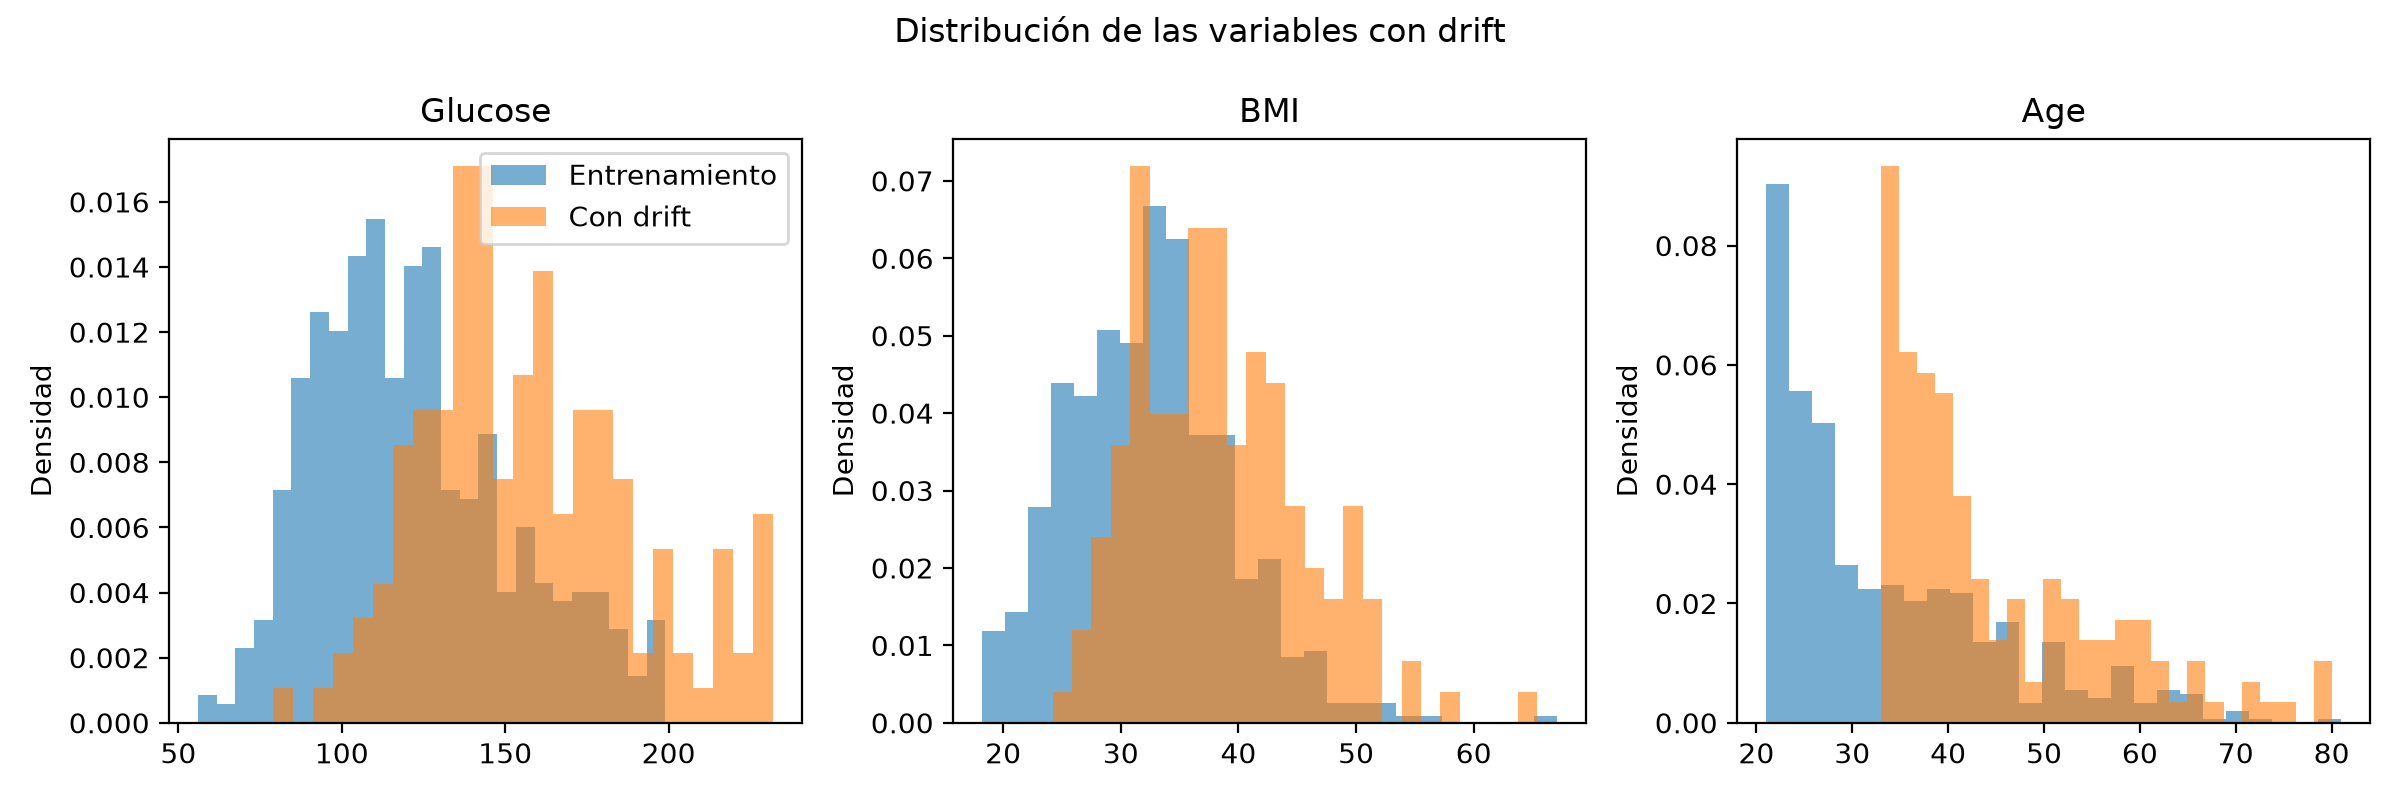 Distribución de las variables con drift
Glucose
Entrenamiento
Con drift
Densidad
0.016
0.014
0.012
0.010
0.008
0.006
0.004
0.002
0.000
50 100 150 200
BMI
Densidad
0.07
0.06
0.05
0.04
0.03
0.02
0.01
0.00
20 30 40 50 60
Age
Densidad
0.08
0.06
0.04
0.02
0.00
20 30 40 50 60 70 80